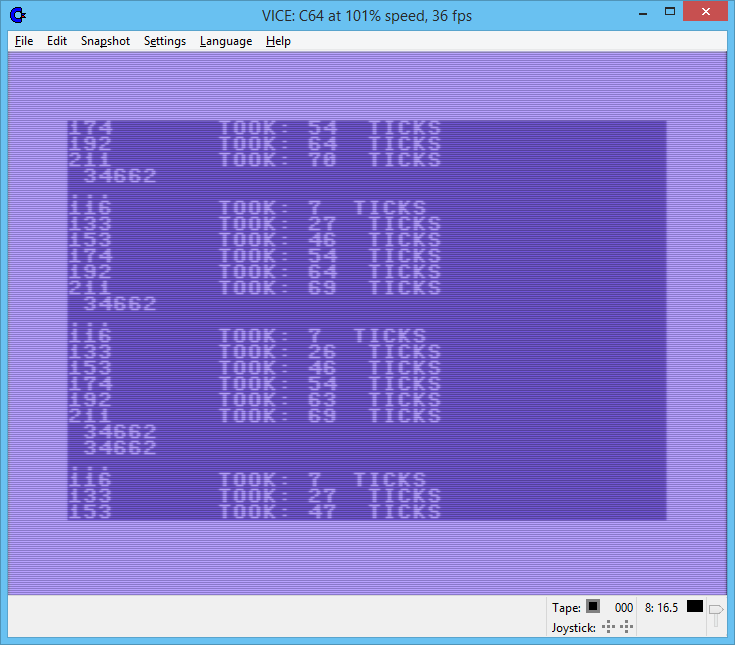 VICE: C64 at 101% speed, 36 fps
File Edit Snapshot Settings Language Help
174 TOOK: 54 TICKS
192 TOOK: 64 TICKS
211 TOOK: 70 TICKS
34662
...
116 TOOK: 7 TICKS
133 TOOK: 27 TICKS
153 TOOK: 46 TICKS
174 TOOK: 54 TICKS
192 TOOK: 64 TICKS
211 TOOK: 69 TICKS
34662
...
116 TOOK: 7 TICKS
133 TOOK: 26 TICKS
153 TOOK: 46 TICKS
174 TOOK: 54 TICKS
192 TOOK: 63 TICKS
211 TOOK: 69 TICKS
34662
34662
...
116 TOOK: 7 TICKS
133 TOOK: 27 TICKS
153 TOOK: 47 TICKS
Tape: 000 8: 16.5
Joystick: